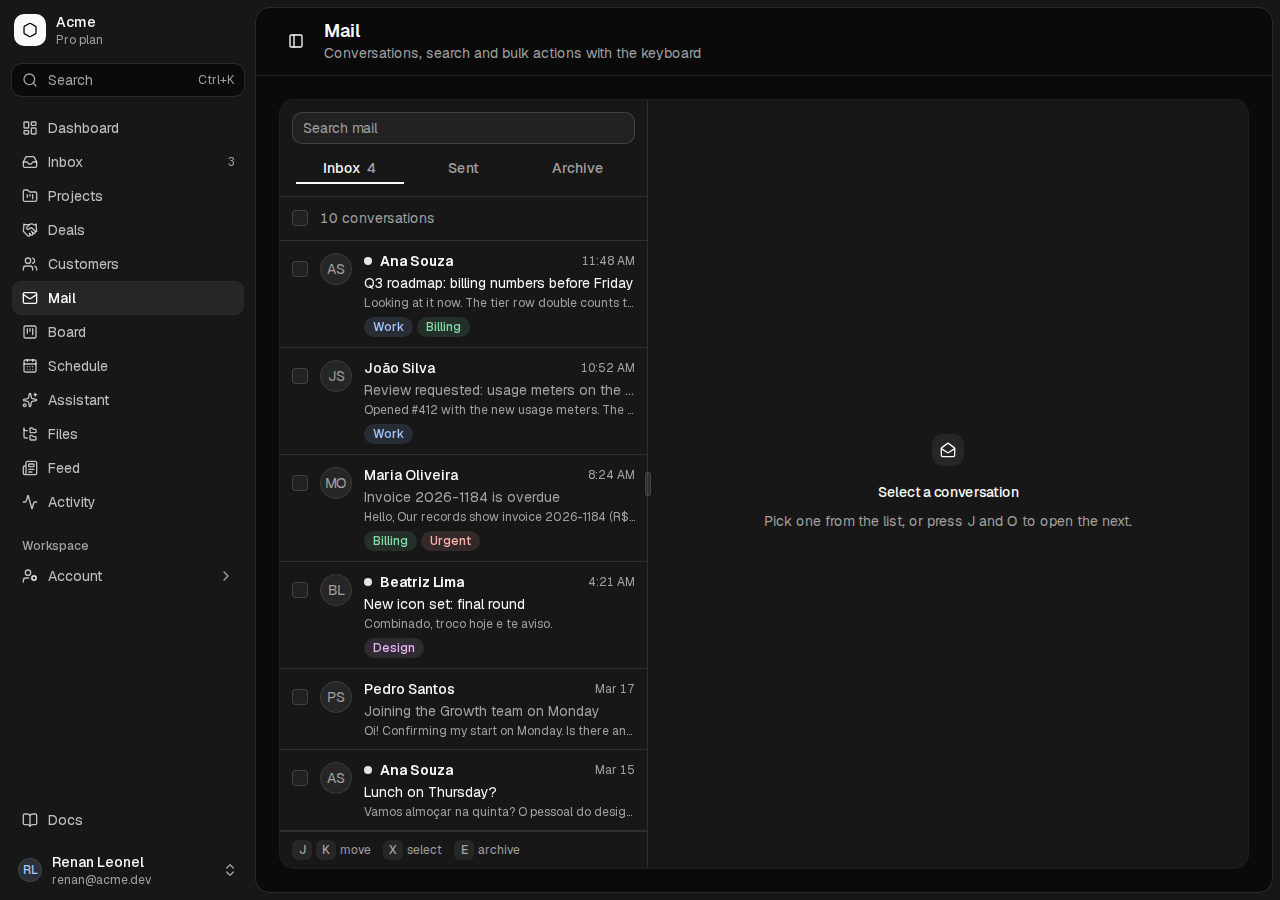 Acme
Pro plan
Search
Ctrl+K
Dashboard
Inbox
3
Projects
Deals
Customers
Mail
Board
Schedule
Assistant
Files
Feed
Activity
Workspace
Account
Docs
RL
Renan Leonel
renan@acme.dev
Mail
Conversations, search and bulk actions with the keyboard
Search mail
Inbox 4
Sent
Archive
10 conversations
AS
Ana Souza
11:48 AM
Q3 roadmap: billing numbers before Friday
Looking at it now. The tier row double counts t…
Work
Billing
JS
João Silva
10:52 AM
Review requested: usage meters on the …
Opened #412 with the new usage meters. The …
Work
MO
Maria Oliveira
8:24 AM
Invoice 2026-1184 is overdue
Hello, Our records show invoice 2026-1184 (R$…
Billing
Urgent
BL
Beatriz Lima
4:21 AM
New icon set: final round
Combinado, troco hoje e te aviso.
Design
PS
Pedro Santos
Mar 17
Joining the Growth team on Monday
Oi! Confirming my start on Monday. Is there an…
AS
Ana Souza
Mar 15
Lunch on Thursday?
Vamos almoçar na quinta? O pessoal do desig…
J K move X select E archive
Select a conversation
Pick one from the list, or press J and O to open the next.